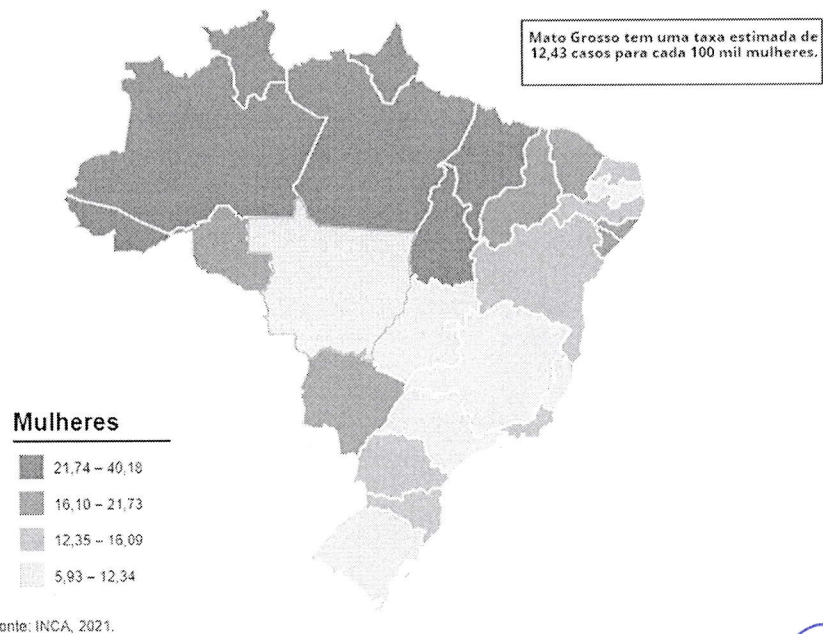 Mato Grosso tem uma taxa estimada de
12,43 casos para cada 100 mil mulheres.
Mulheres
21,74 – 40,18
16,10 – 21,73
12,35 – 16,09
5,93 – 12,34
onte: INCA, 2021.